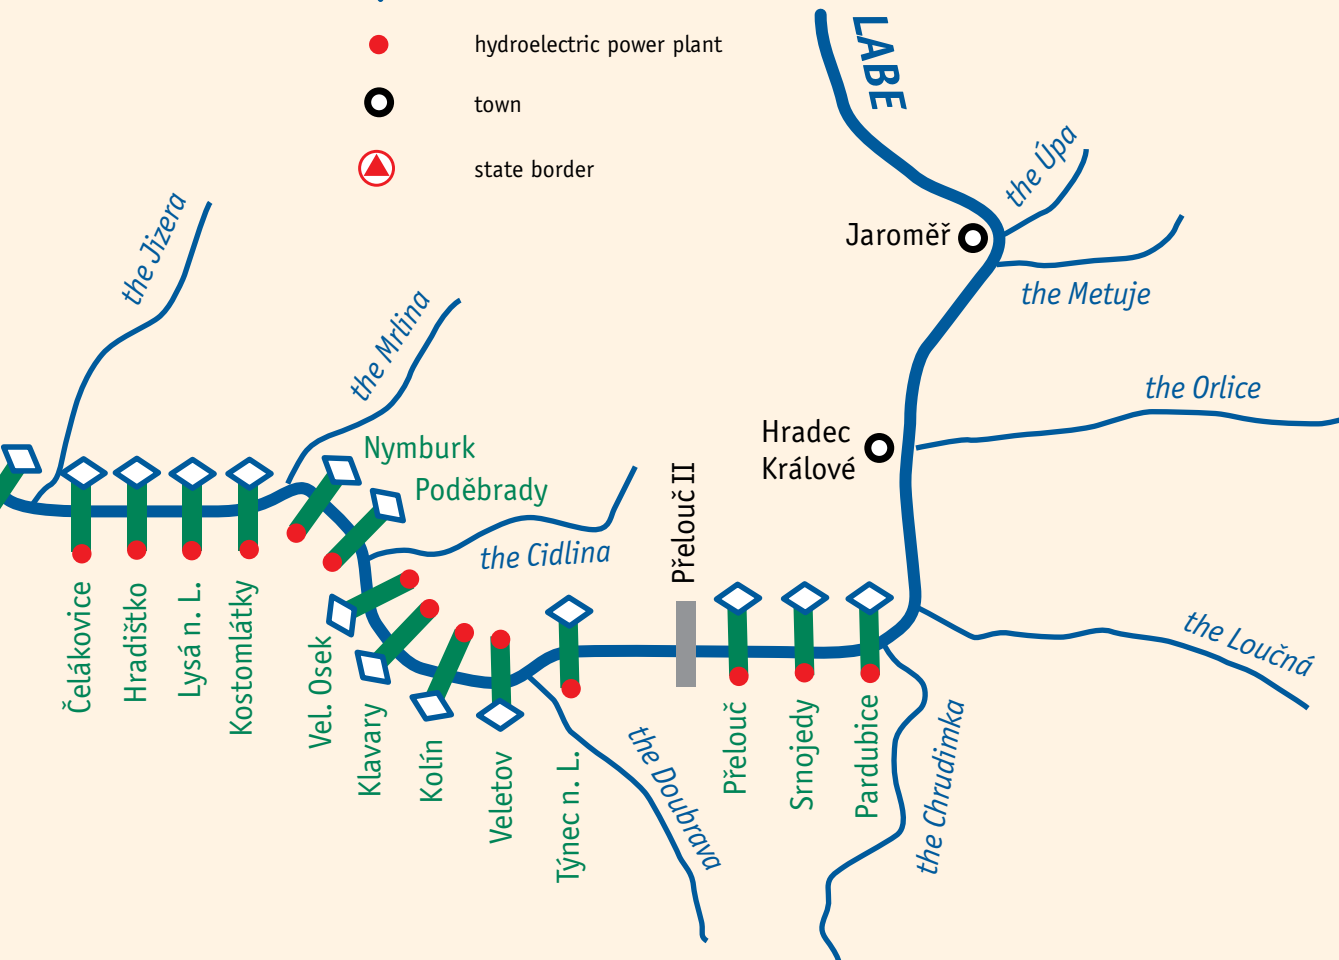 hydroelectric power plant
town
state border
LABE
the Úpa
Jaroměř
the Metuje
the Jizera
the Mrlina
the Orlice
Hradec
Králové
Nymburk
Poděbrady
the Cidlina
Přelouč II
Čelákovice
Hradištko
Lysá n. L.
Kostomlátky
Vel. Osek
Klavary
Kolín
Veletov
Týnec n. L.
the Doubrava
Přelouč
Srnojedy
Pardubice
the Chrudimka
the Loučná